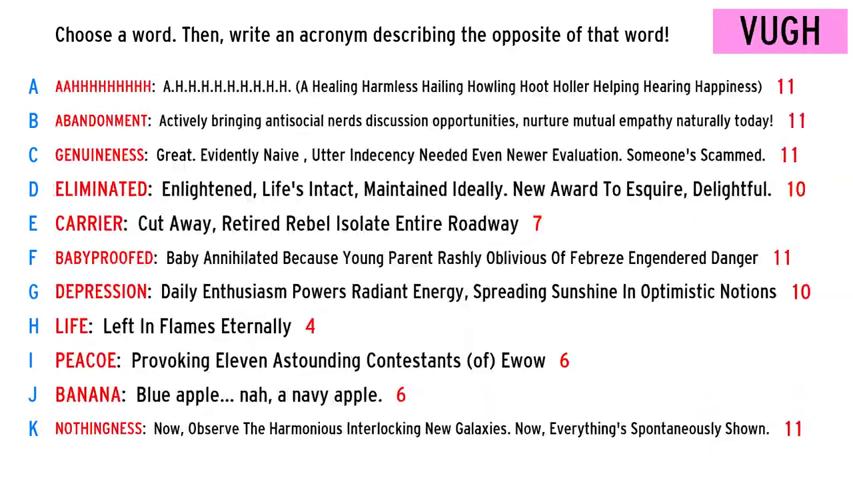 Choose a word. Then, write an acronym describing the opposite of that word!
VUGH
A AAHHHHHHHHH: A.H.H.H.H.H.H.H.H.H. (A Healing Harmless Hailing Howling Hoot Holler Helping Hearing Happiness) 11
B ABANDONMENT: Actively bringing antisocial nerds discussion opportunities, nurture mutual empathy naturally today! 11
C GENUINENESS: Great. Evidently Naive , Utter Indecency Needed Even Newer Evaluation. Someone's Scammed. 11
D ELIMINATED: Enlightened, Life's Intact, Maintained Ideally. New Award To Esquire, Delightful. 10
E CARRIER: Cut Away, Retired Rebel Isolate Entire Roadway 7
F BABYPROOFED: Baby Annihilated Because Young Parent Rashly Oblivious Of Febreze Engendered Danger 11
G DEPRESSION: Daily Enthusiasm Powers Radiant Energy, Spreading Sunshine In Optimistic Notions 10
H LIFE: Left In Flames Eternally 4
I PEACOE: Provoking Eleven Astounding Contestants (of) Ewow 6
J BANANA: Blue apple... nah, a navy apple. 6
K NOTHINGNESS: Now, Observe The Harmonious Interlocking New Galaxies. Now, Everything's Spontaneously Shown. 11